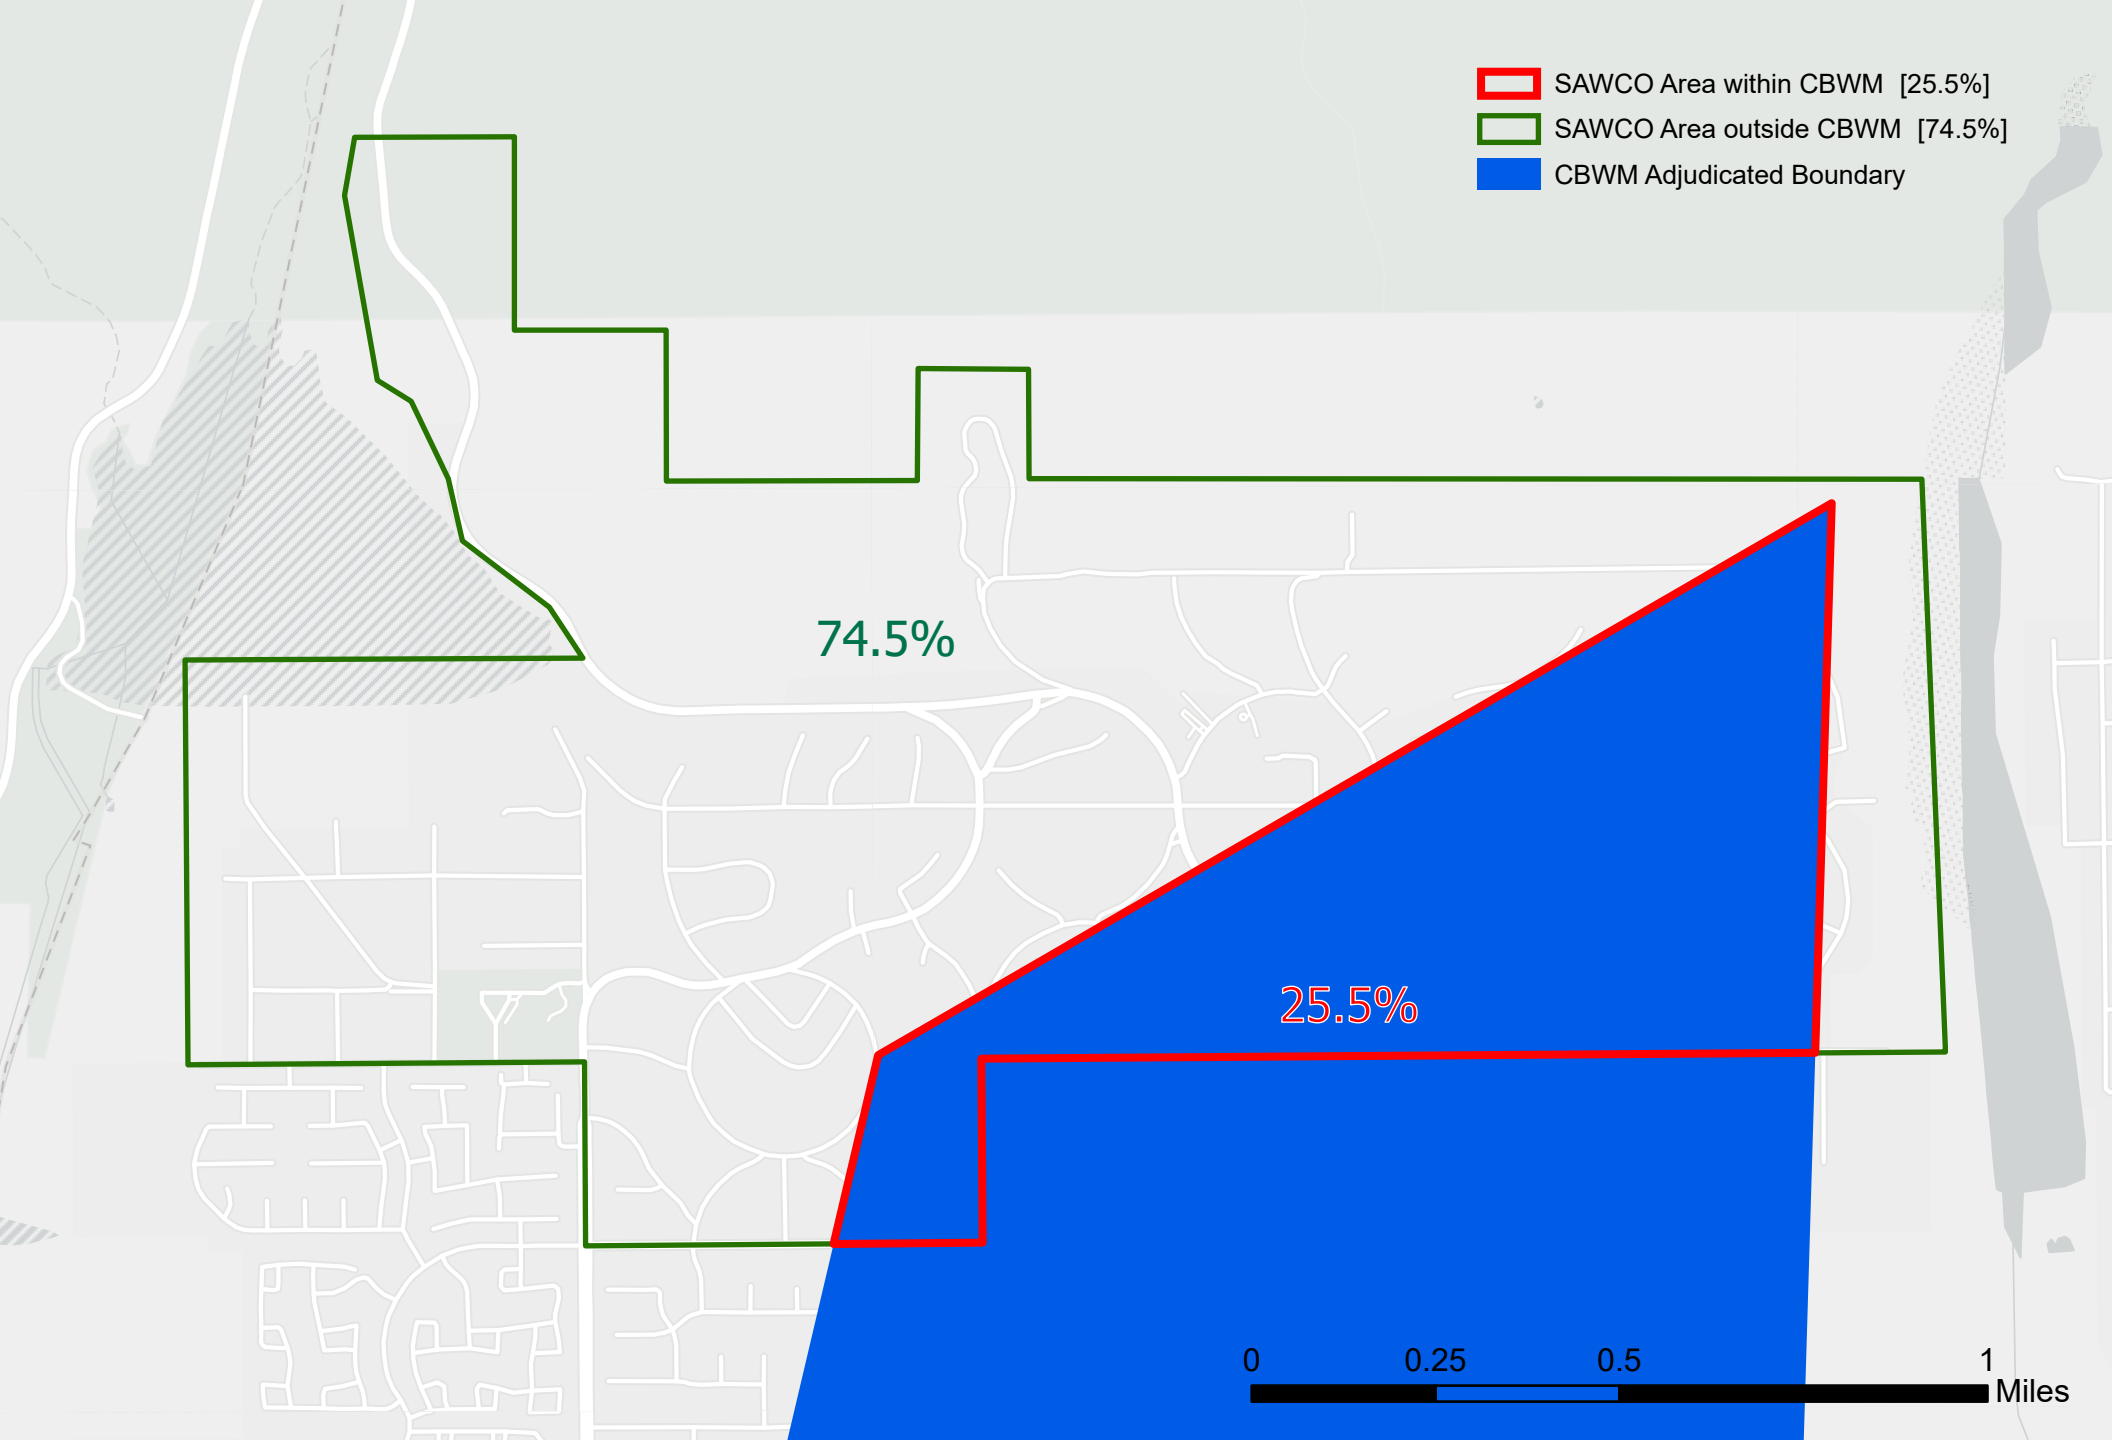 SAWCO Area within CBWM [25.5%]
SAWCO Area outside CBWM [74.5%]
CBWM Adjudicated Boundary
74.5%
25.5%
0 0.25 0.5 1
Miles